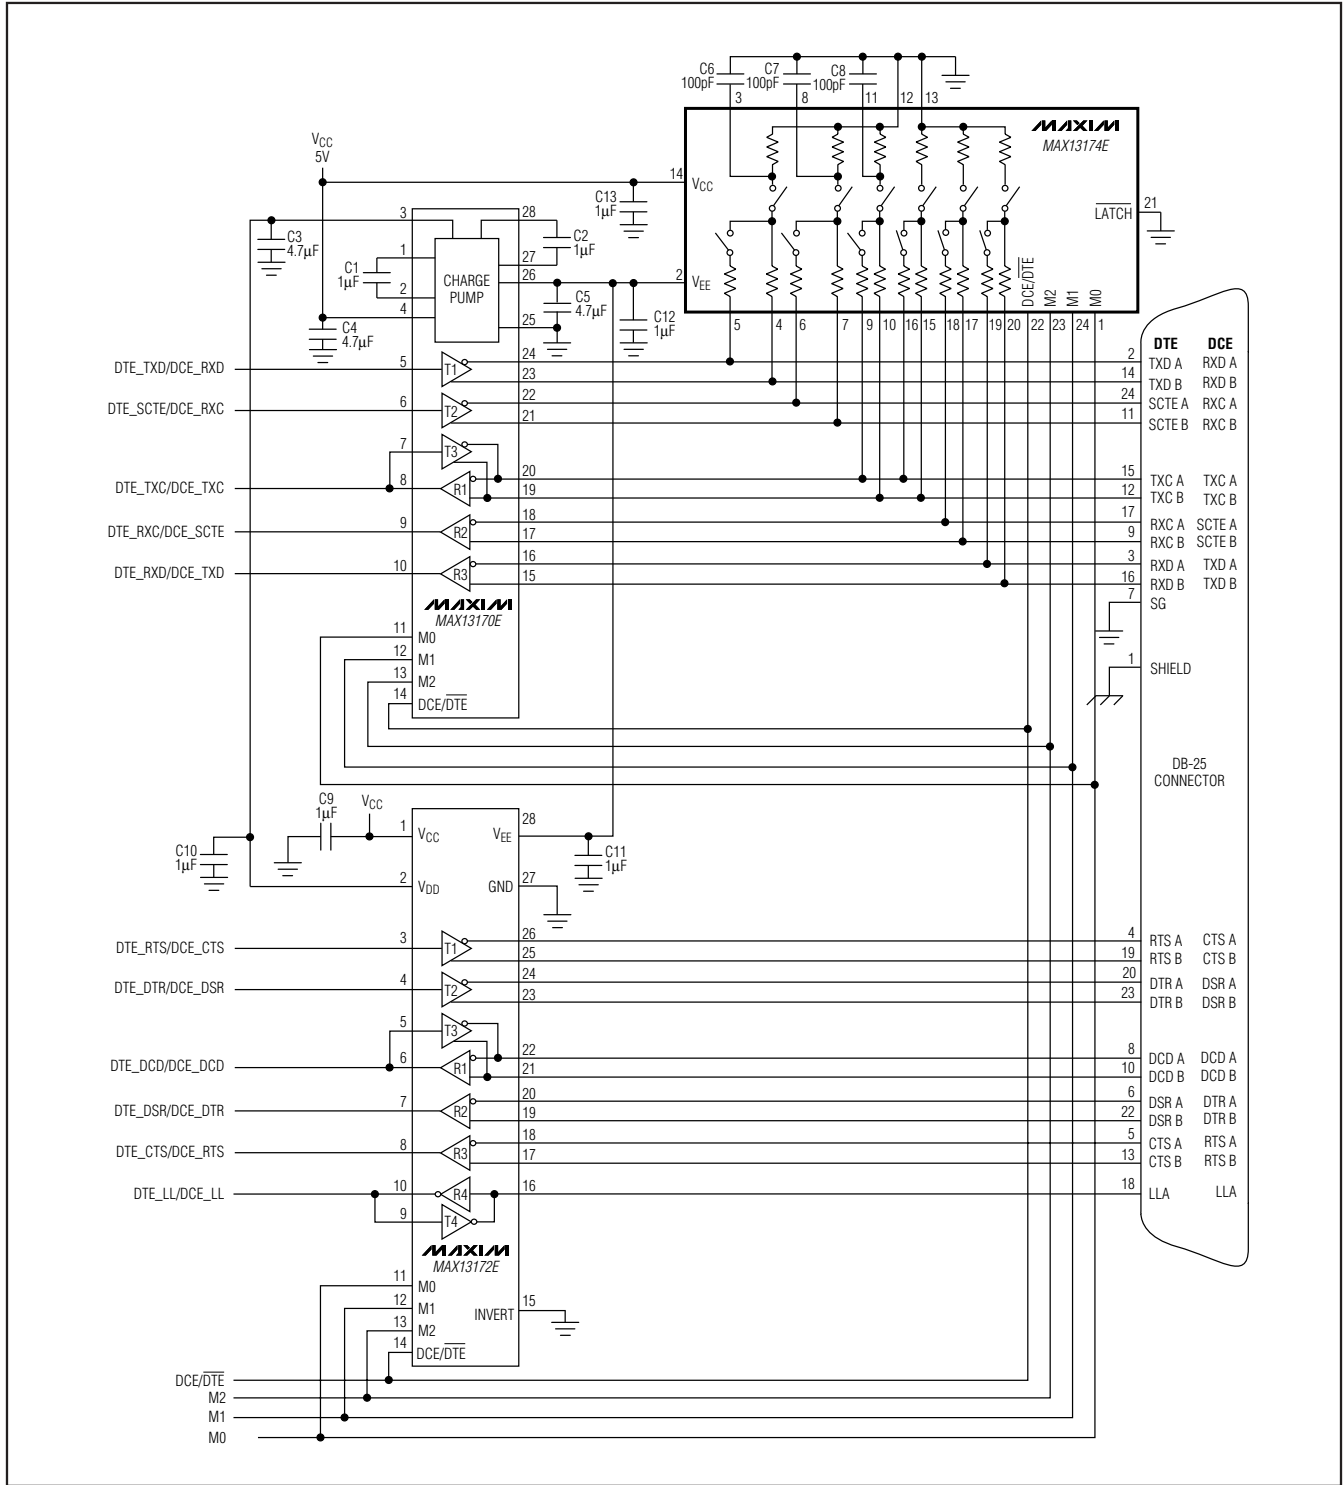 C6
100pF
C7
100pF
C8
100pF
3 8 11 12 13
MAXIM
MAX13174E
VCC
5V
14 VCC
C13
1µF
LATCH 21
3 28
C3
4.7µF
C2
1µF
1 27
C1
1µF
CHARGE
PUMP
2 26
2 VEE
DCE/DTE M2 M1 M0
C5
4.7µF
C12
1µF
4 25
C4
4.7µF
5 4 6 7 9 10 16 15 18 17 19 20 22 23 24 1
DTE DCE
DTE_TXD/DCE_RXD 5 T1 24 2 TXD A RXD A
23 14 TXD B RXD B
DTE_SCTE/DCE_RXC 6 T2 22 24 SCTE A RXC A
21 11 SCTE B RXC B
7 T3
DTE_TXC/DCE_TXC 8 R1 20 15 TXC A TXC A
19 12 TXC B TXC B
DTE_RXC/DCE_SCTE 9 R2 18 17 RXC A SCTE A
17 9 RXC B SCTE B
DTE_RXD/DCE_TXD 10 R3 16 3 RXD A TXD A
15 16 RXD B TXD B
7 SG
MAXIM
MAX13170E
11 M0
12 M1
13 M2
14 DCE/DTE
1 SHIELD
DB-25
CONNECTOR
C9
1µF
VCC
1 VCC VEE 28
C10
1µF
C11
1µF
2 VDD GND 27
DTE_RTS/DCE_CTS 3 T1 26 4 RTS A CTS A
25 19 RTS B CTS B
DTE_DTR/DCE_DSR 4 T2 24 20 DTR A DSR A
23 23 DTR B DSR B
5 T3
DTE_DCD/DCE_DCD 6 R1 22 8 DCD A DCD A
21 10 DCD B DCD B
DTE_DSR/DCE_DTR 7 R2 20 6 DSR A DTR A
19 22 DSR B DTR B
DTE_CTS/DCE_RTS 8 R3 18 5 CTS A RTS A
17 13 CTS B RTS B
DTE_LL/DCE_LL 10 R4 16 18 LLA LLA
9 T4
MAXIM
MAX13172E
11 M0
12 M1
13 M2
14 DCE/DTE
INVERT 15
DCE/DTE
M2
M1
M0